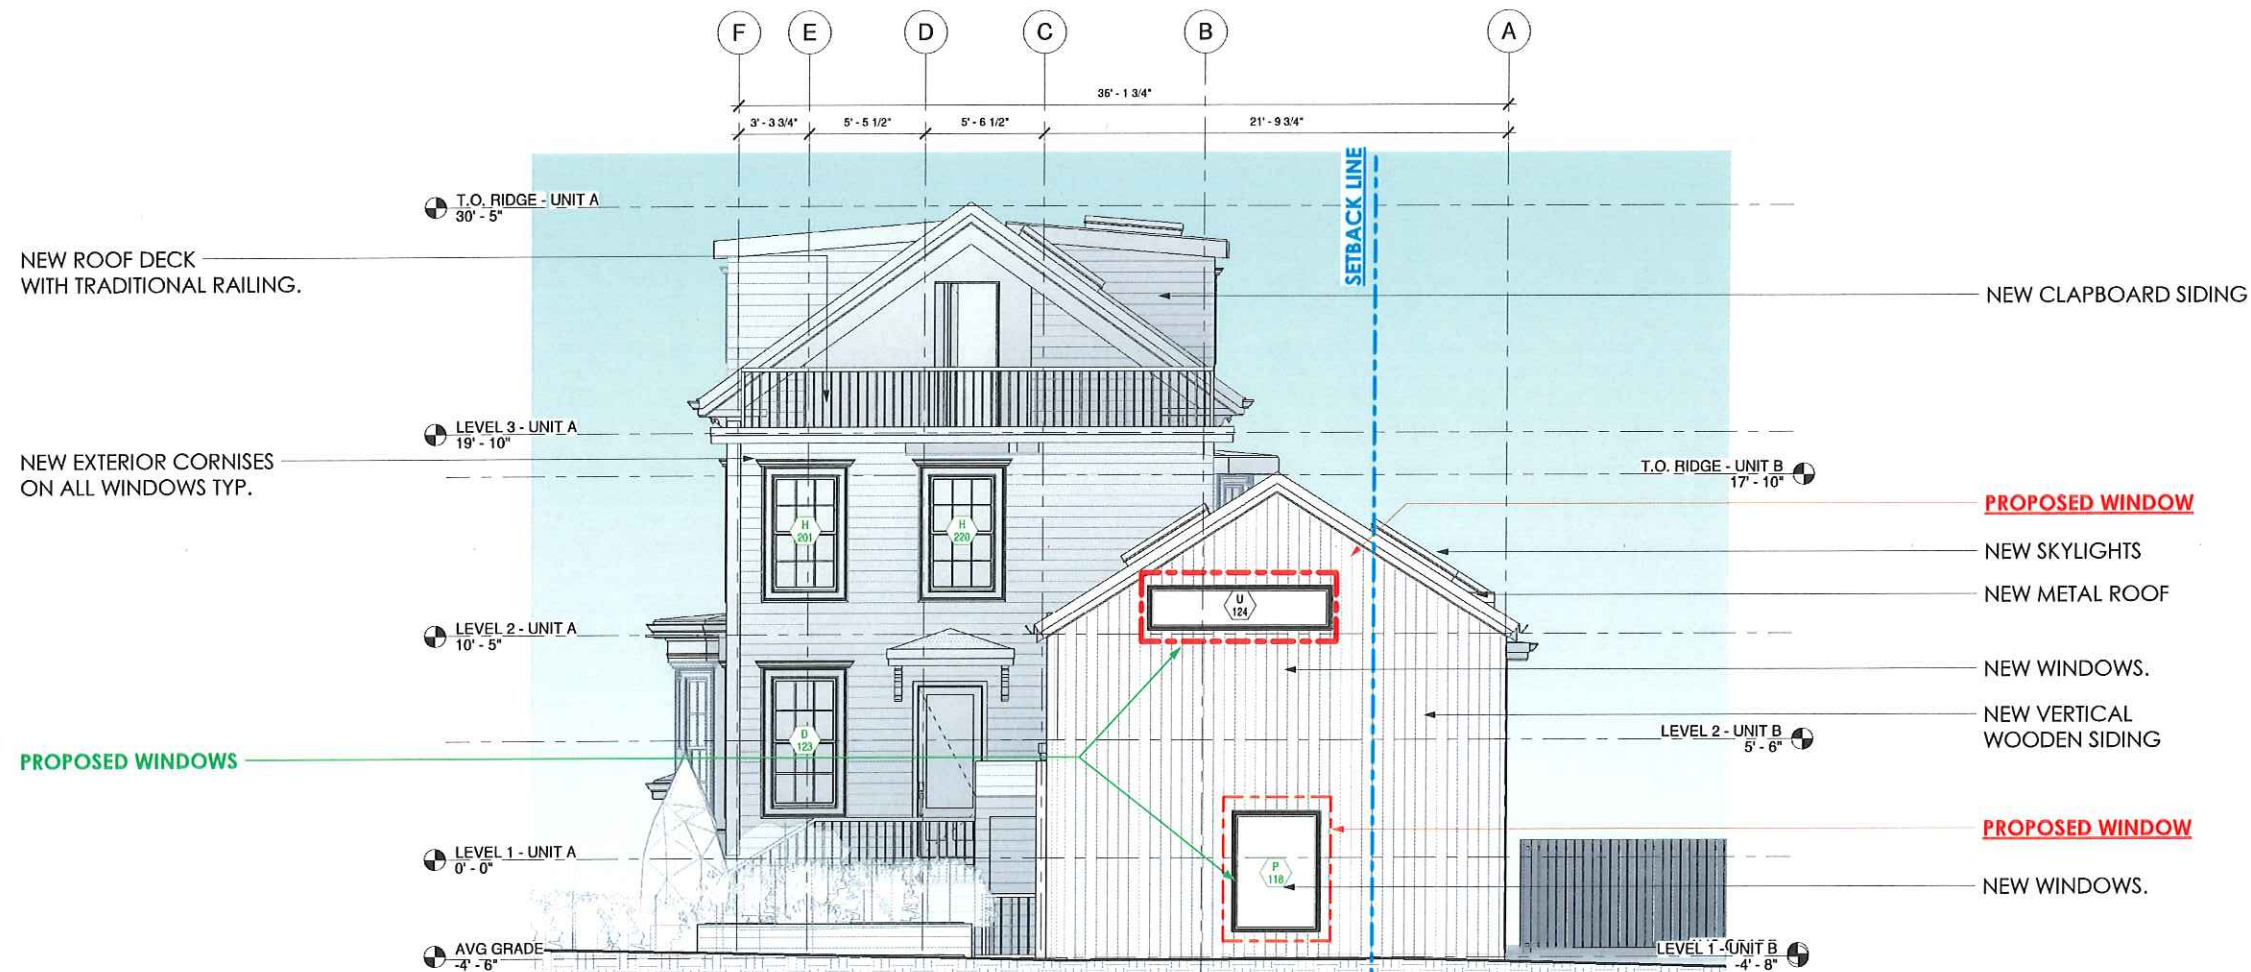 F E D C B A
36' - 1 3/4"
3' - 3 3/4" 5' - 5 1/2" 5' - 6 1/2" 21' - 9 3/4"
SETBACK LINE
T.O. RIDGE - UNIT A
30' - 5"
NEW ROOF DECK
WITH TRADITIONAL RAILING.
NEW CLAPBOARD SIDING
LEVEL 3 - UNIT A
19' - 10"
NEW EXTERIOR CORNISES
ON ALL WINDOWS TYP.
T.O. RIDGE - UNIT B
17' - 10"
PROPOSED WINDOW
H
201
H
220
NEW SKYLIGHTS
NEW METAL ROOF
U
124
LEVEL 2 - UNIT A
10' - 5"
NEW WINDOWS.
NEW VERTICAL
WOODEN SIDING
D
123
LEVEL 2 - UNIT B
5' - 6"
PROPOSED WINDOWS
PROPOSED WINDOW
LEVEL 1 - UNIT A
0' - 0"
P
118
NEW WINDOWS.
AVG GRADE
-4' - 6"
LEVEL 1 - UNIT B
-4' - 8"